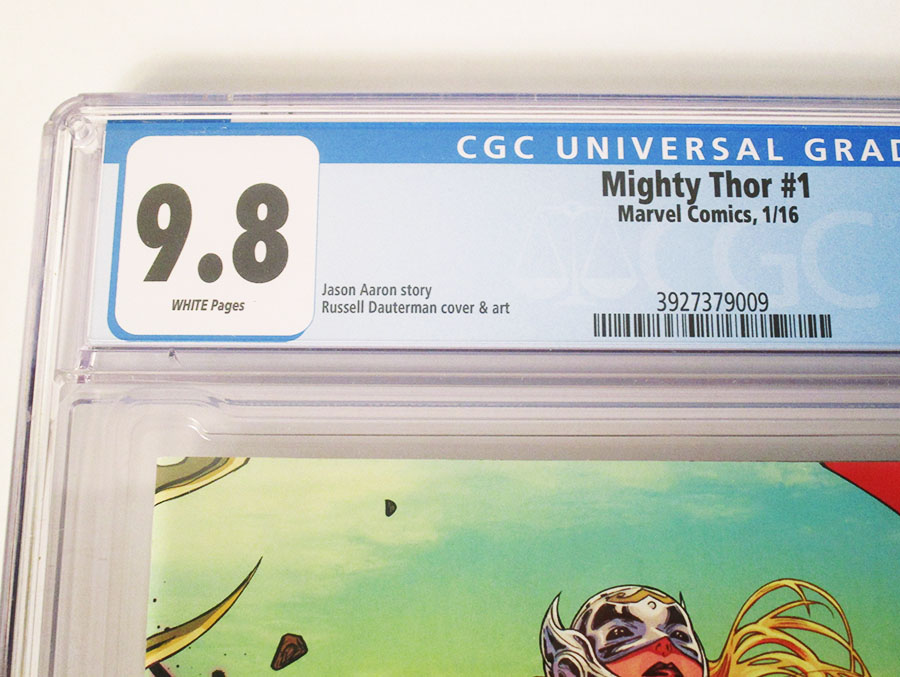 CGC UNIVERSAL GRAD
9.8
WHITE Pages
Mighty Thor #1
Marvel Comics, 1/16
Jason Aaron story
Russell Dauterman cover & art
CGC
3927379009